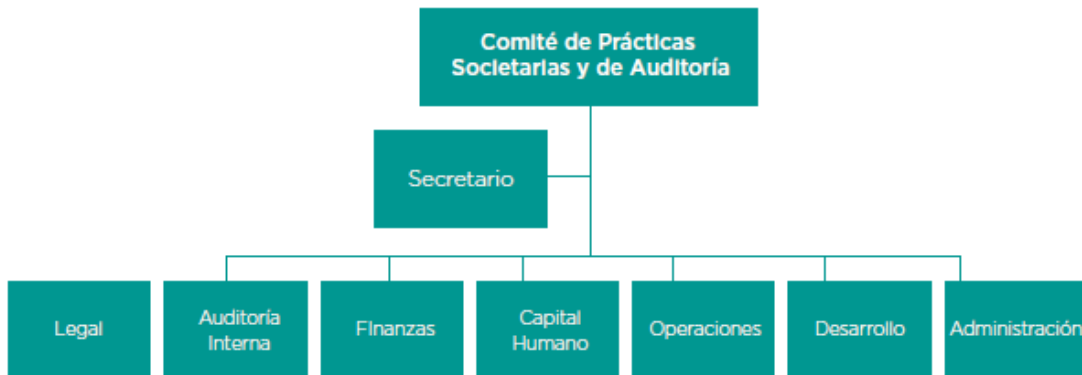 Comité de Prácticas
Societarias y de Auditoría
Secretario
Legal
Auditoría
Interna
Finanzas
Capital
Humano
Operaciones
Desarrollo
Administración